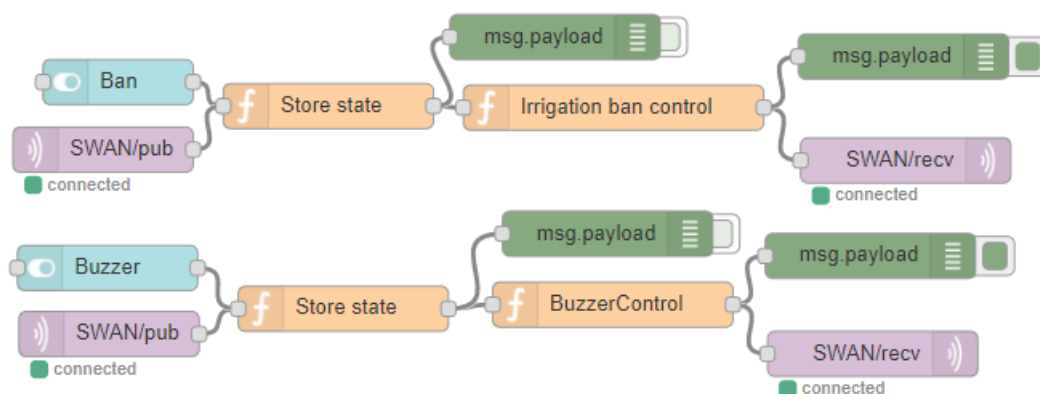 msg.payload
msg.payload
Ban
Store state
Irrigation ban control
SWAN/pub
SWAN/recv
connected
connected
msg.payload
msg.payload
Buzzer
Store state
BuzzerControl
SWAN/pub
SWAN/recv
connected
connected